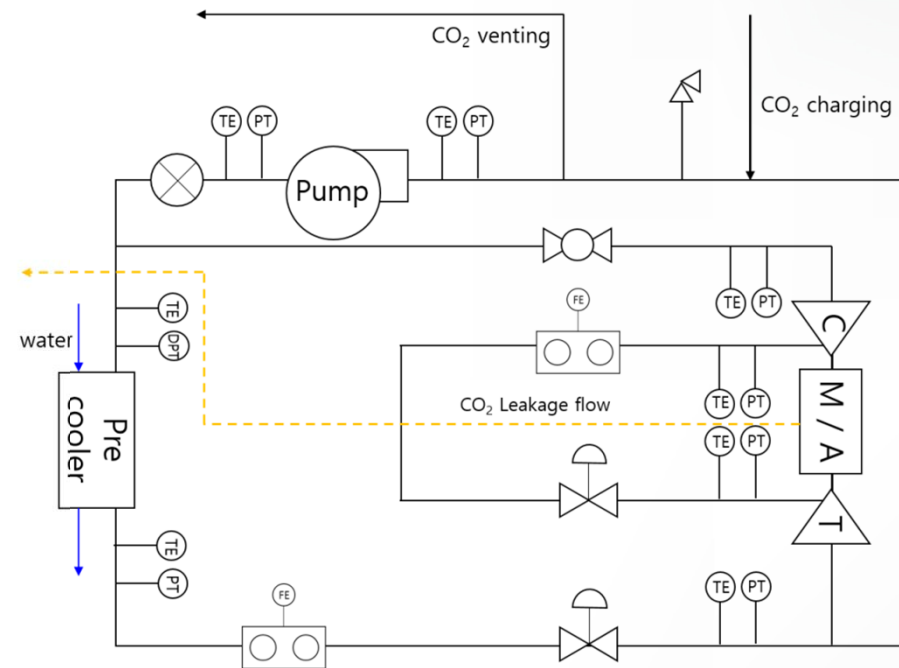 CO₂ venting
CO₂ charging
TE PT
TE PT
Pump
TE
PT
TE
DPT
water
FE
C
Pre
cooler
TE PT
CO₂ Leakage flow
M / A
TE PT
T
TE
PT
FE
TE PT